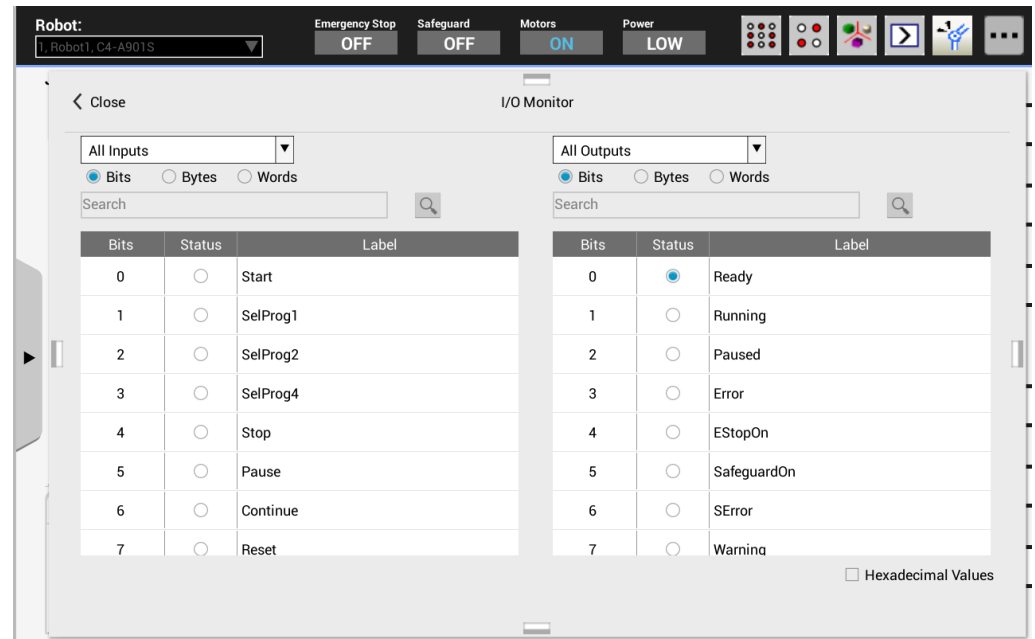 Robot:
1, Robot1, C4-A901S
Emergency Stop
OFF
Safeguard
OFF
Motors
ON
Power
LOW
Close
I/O Monitor
All Inputs
Bits Bytes Words
Search
Bits Status Label
0 Start
1 SelProg1
2 SelProg2
3 SelProg4
4 Stop
5 Pause
6 Continue
7 Reset
All Outputs
Bits Bytes Words
Search
Bits Status Label
0 Ready
1 Running
2 Paused
3 Error
4 EStopOn
5 SafeguardOn
6 SError
7 Warning
Hexadecimal Values